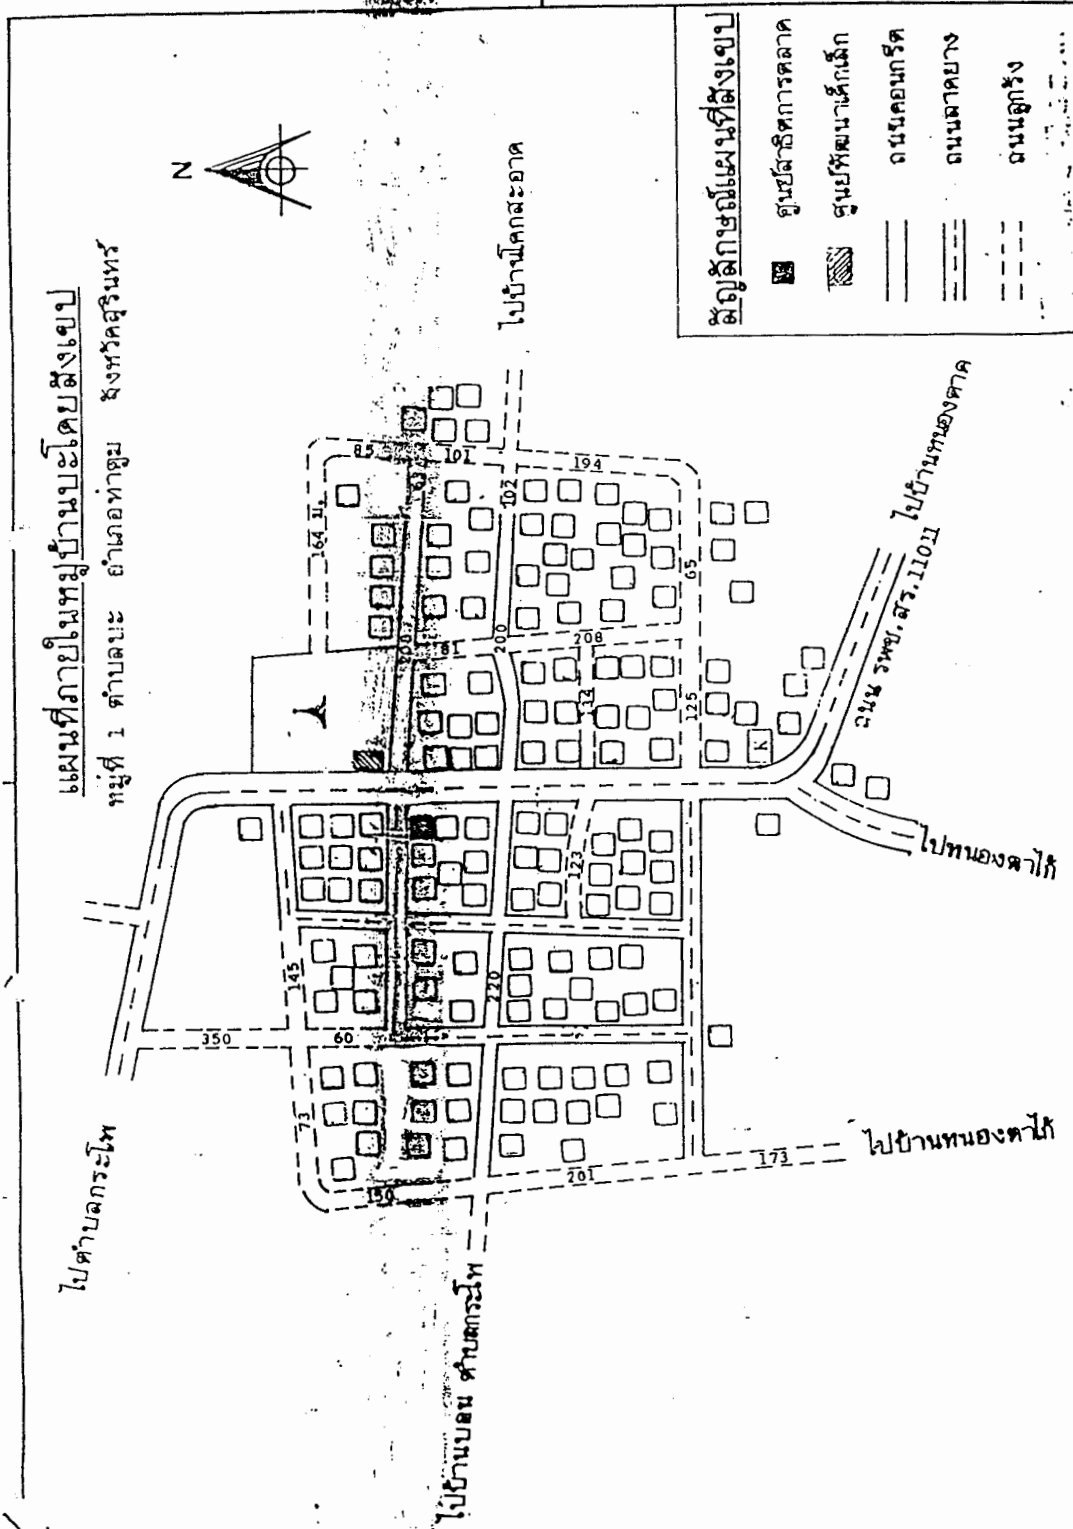 แผนที่ภายในหมู่บ้านบะโดยสังเขป
หมู่ที่ 1 ตำบลบะ อำเภอท่าตูม จังหวัดสุรินทร์
N
ไปตำบลกระโพ
ไปบ้านโคกสะอาด
164 ม.
85
101
63
102
194
200
81
200
208
134
65
125
K
350
60
145
73
150
220
123
201
173
ไปบ้านบอน ตำบลกระโพ
ไปบ้านหนองตาไก้
ไปหนองตาไก้
ถนน รพช. สร.11011
ไปบ้านหนองตาด
สัญลักษณ์แผนที่สังเขป
ศูนย์สาธิตการตลาด
ศูนย์พัฒนาเด็กเล็ก
ถนนคอนกรีต
ถนนลาดยาง
ถนนลูกรัง